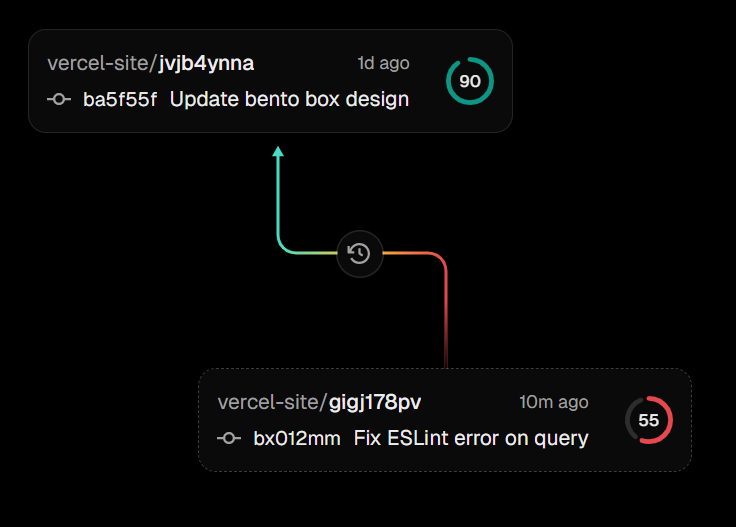 vercel-site/jvjb4ynna 1d ago
90
ba5f55f Update bento box design
vercel-site/gigj178pv 10m ago
55
bx012mm Fix ESLint error on query